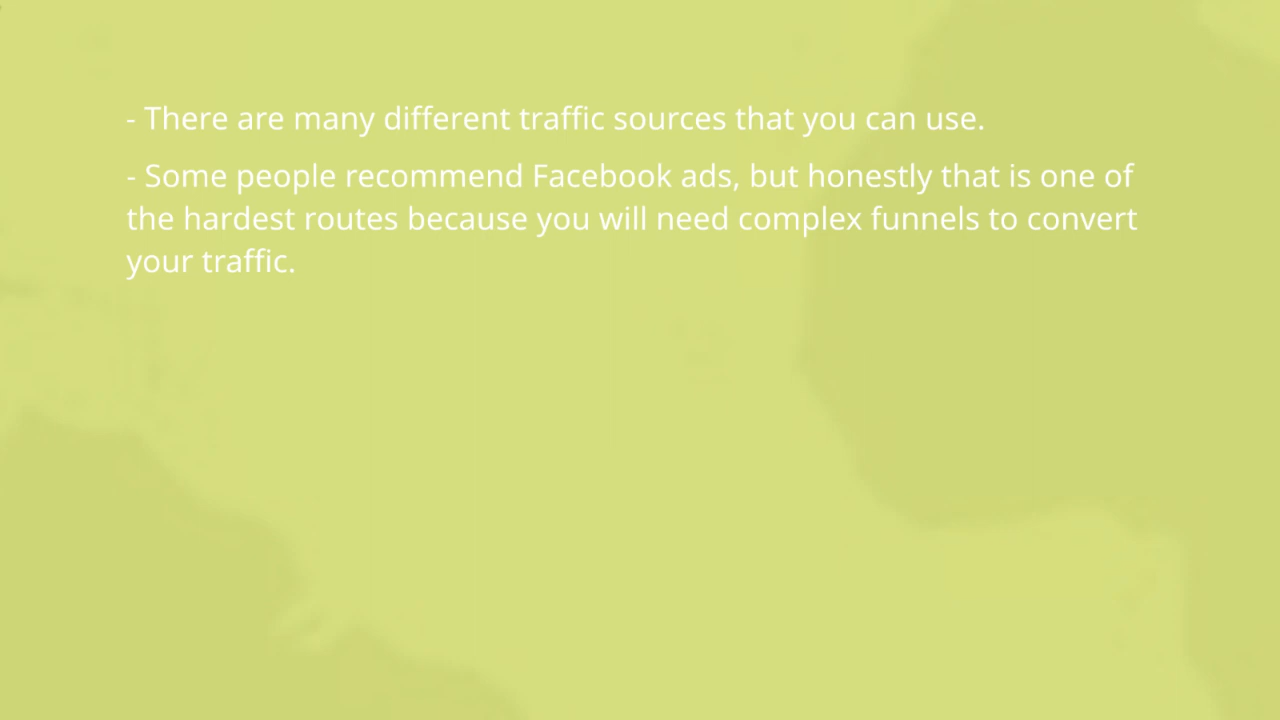 - There are many different traffic sources that you can use.
- Some people recommend Facebook ads, but honestly that is one of
the hardest routes because you will need complex funnels to convert
your traffic.